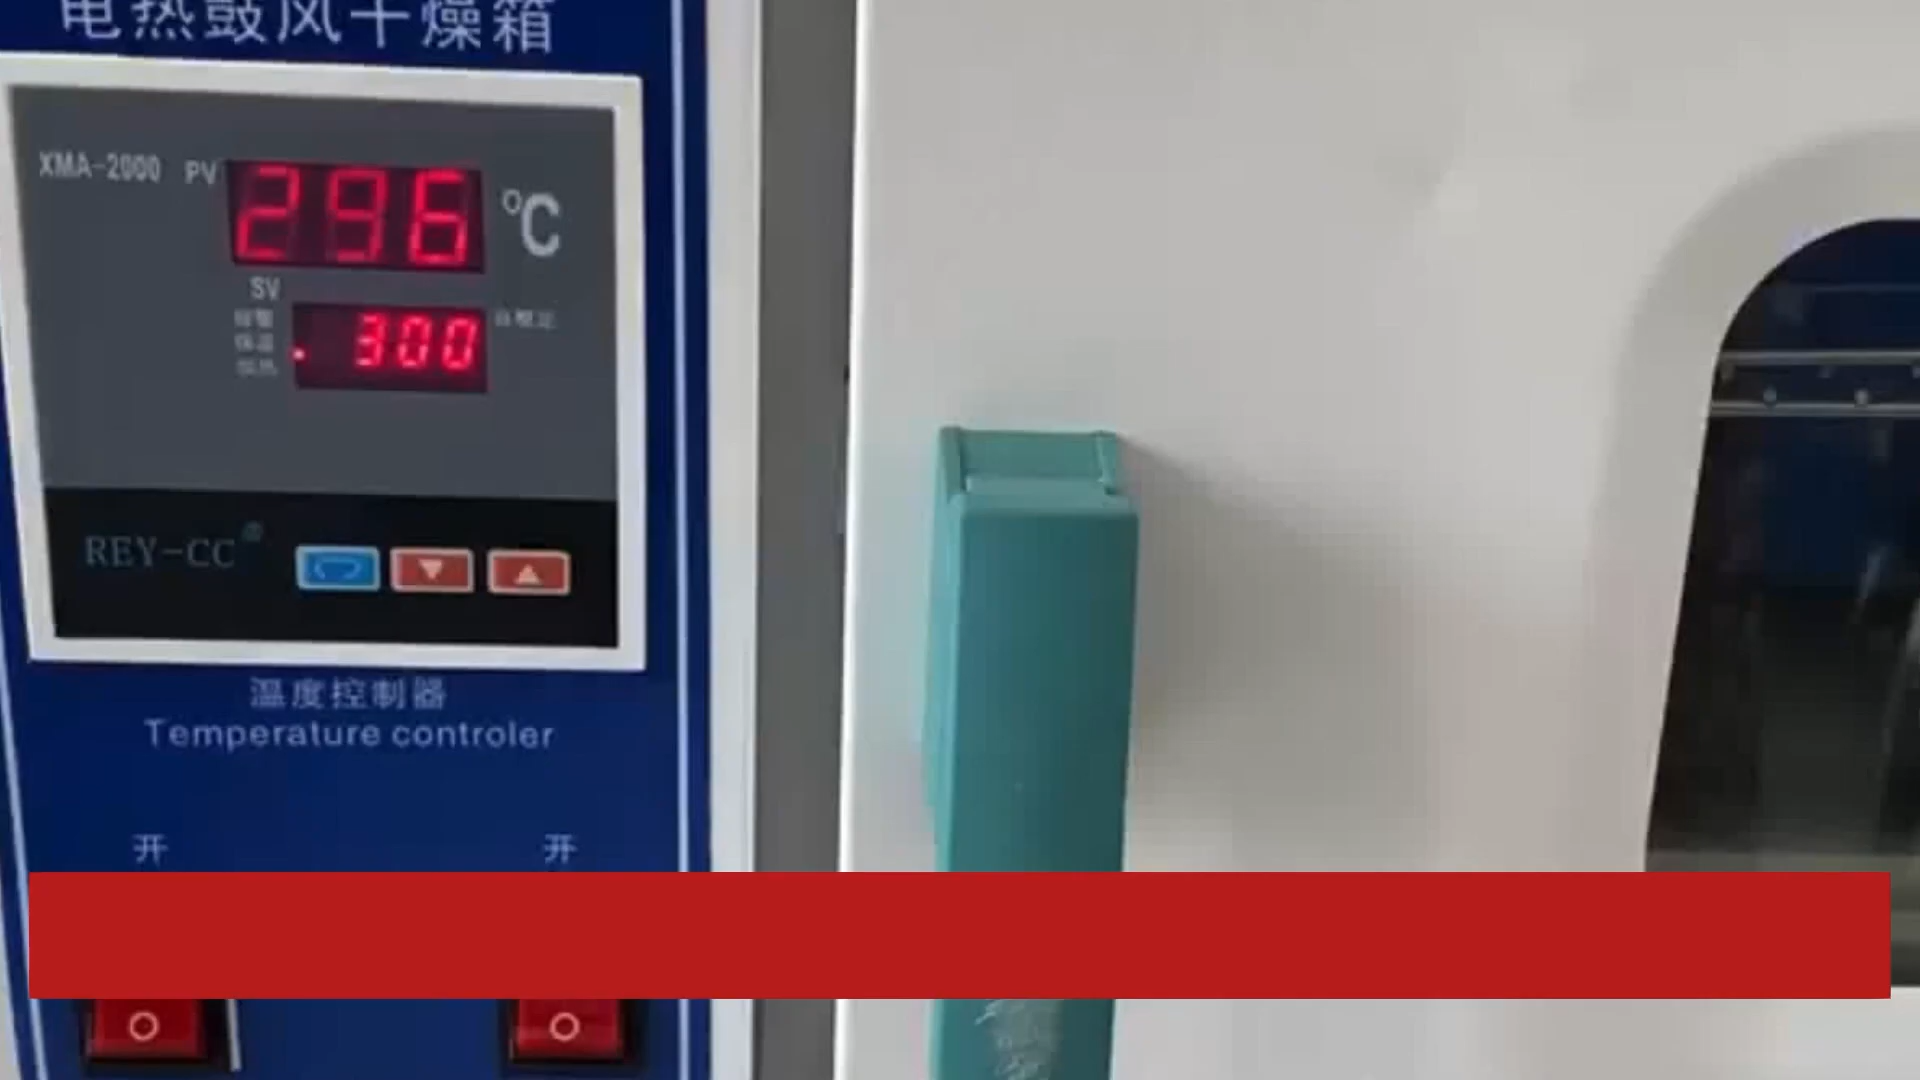 电热鼓风干燥箱
XMA-2000 PV 296 °C
SV
300
REY-CC
温度控制器
Temperature controler
开 开